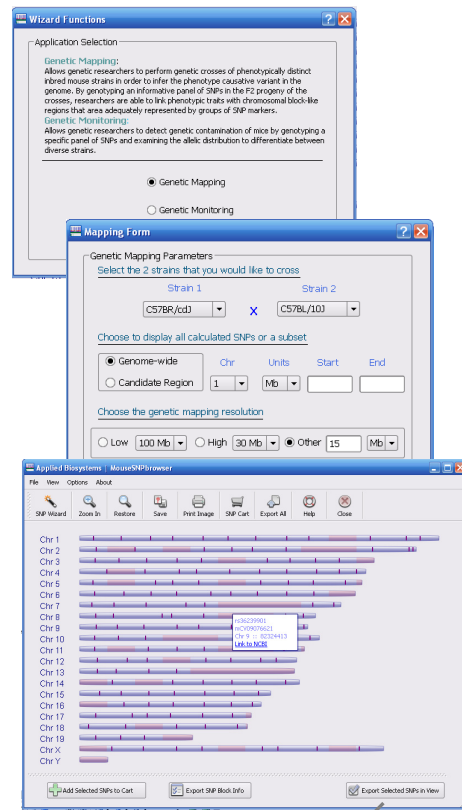 Wizard Functions
Application Selection
Genetic Mapping:
Allows genetic researchers to perform genetic crosses of phenotypically distinct
inbred mouse strains in order to infer the phenotype causative variant in the
genome. By genotyping an informative panel of SNPs in the F2 progeny of the
crosses, researchers are able to link phenotypic traits with chromosomal block-like
regions that area adequately represented by groups of SNP markers.
Genetic Monitoring:
Allows genetic researchers to detect genetic contamination of mice by genotyping a
specific panel of SNPs and examining the allelic distribution to differentiate between
diverse strains.
Genetic Mapping
Genetic Monitoring
Mapping Form
Genetic Mapping Parameters
Select the 2 strains that you would like to cross
Strain 1 Strain 2
C57BR/cdJ x C57BL/10J
Choose to display all calculated SNPs or a subset
Genome-wide Chr Units Start End
Candidate Region 1 Mb
Choose the genetic mapping resolution
Low 100 Mb High 30 Mb Other 15 Mb
Applied Biosystems | MouseSNPbrowser
File View Options About
SNP Wizard Zoom In Restore Save Print Image SNP Cart Export All Help Close
Chr 1
Chr 2
Chr 3
Chr 4
Chr 5
Chr 6
Chr 7
Chr 8
rs36239901
Chr 9
mCV09076621
Chr 9 :: 82324413
Chr 10
Link to NCBI
Chr 11
Chr 12
Chr 13
Chr 14
Chr 15
Chr 16
Chr 17
Chr 18
Chr 19
Chr X
Chr Y
Add Selected SNPs to Cart Export SNP Block Info Export Selected SNPs in View